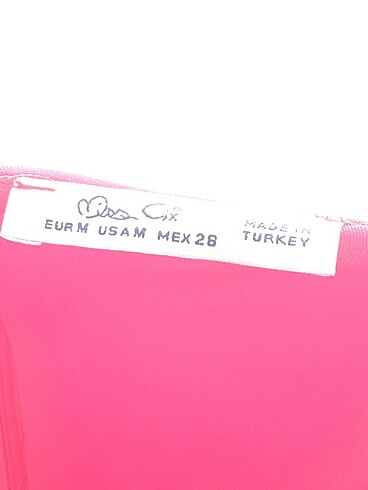 Miss Cix
EUR M USA M MEX 28
MADE IN
TURKEY